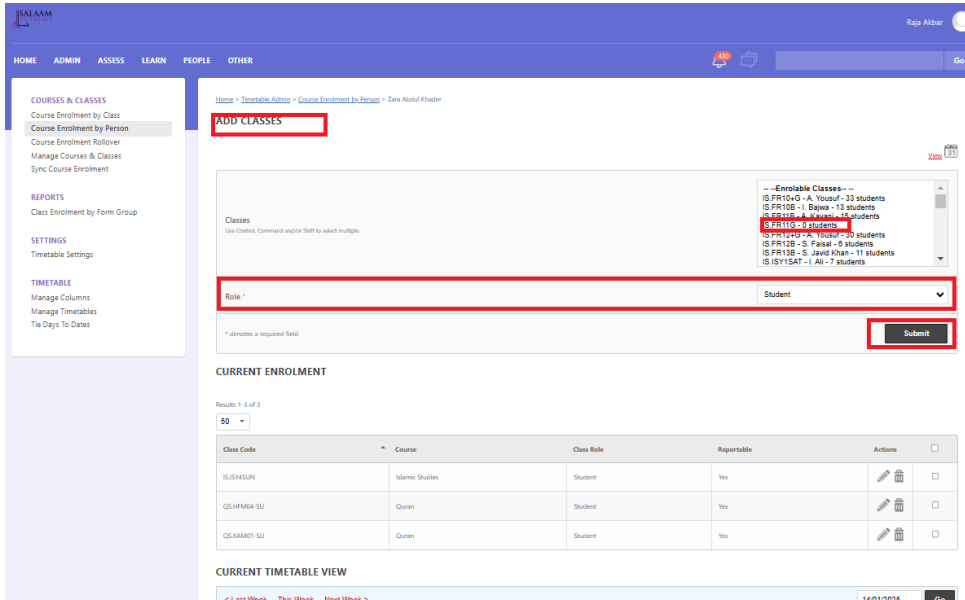 SALAAM
Raja Akbar
HOME ADMIN ASSESS LEARN PEOPLE OTHER
430
Go
COURSES & CLASSES
Course Enrolment by Class
Course Enrolment by Person
Course Enrolment Rollover
Manage Courses & Classes
Sync Course Enrolment
REPORTS
Class Enrolment by Form Group
SETTINGS
Timetable Settings
TIMETABLE
Manage Columns
Manage Timetables
Tie Days To Dates
Home > Timetable Admin > Course Enrolment by Person > Zara Abdul Khader
ADD CLASSES
View 31
Classes
Use Control, Command and/or Shift to select multiple.
-- --Enrolable Classes-- --
IS.FR10+G - A. Yousuf - 33 students
IS.FR10B - I. Bajwa - 13 students
IS.FR11B - A. Kayani - 15 students
IS.FR11G - 0 students
IS.FR12+G - A. Yousuf - 30 students
IS.FR12B - S. Faisal - 6 students
IS.FR13B - S. Javid Khan - 11 students
IS.ISY1SAT - I. Ali - 7 students
Role *
Student
* denotes a required field
Submit
CURRENT ENROLMENT
Results 1-3 of 3
50
Class Code Course Class Role Reportable Actions
IS.ISY4SUN Islamic Studies Student Yes
QS.HFM04-SU Quran Student Yes
QS.KAM01-SU Quran Student Yes
CURRENT TIMETABLE VIEW
< Last Week This Week Next Week >
14/01/2025 Go